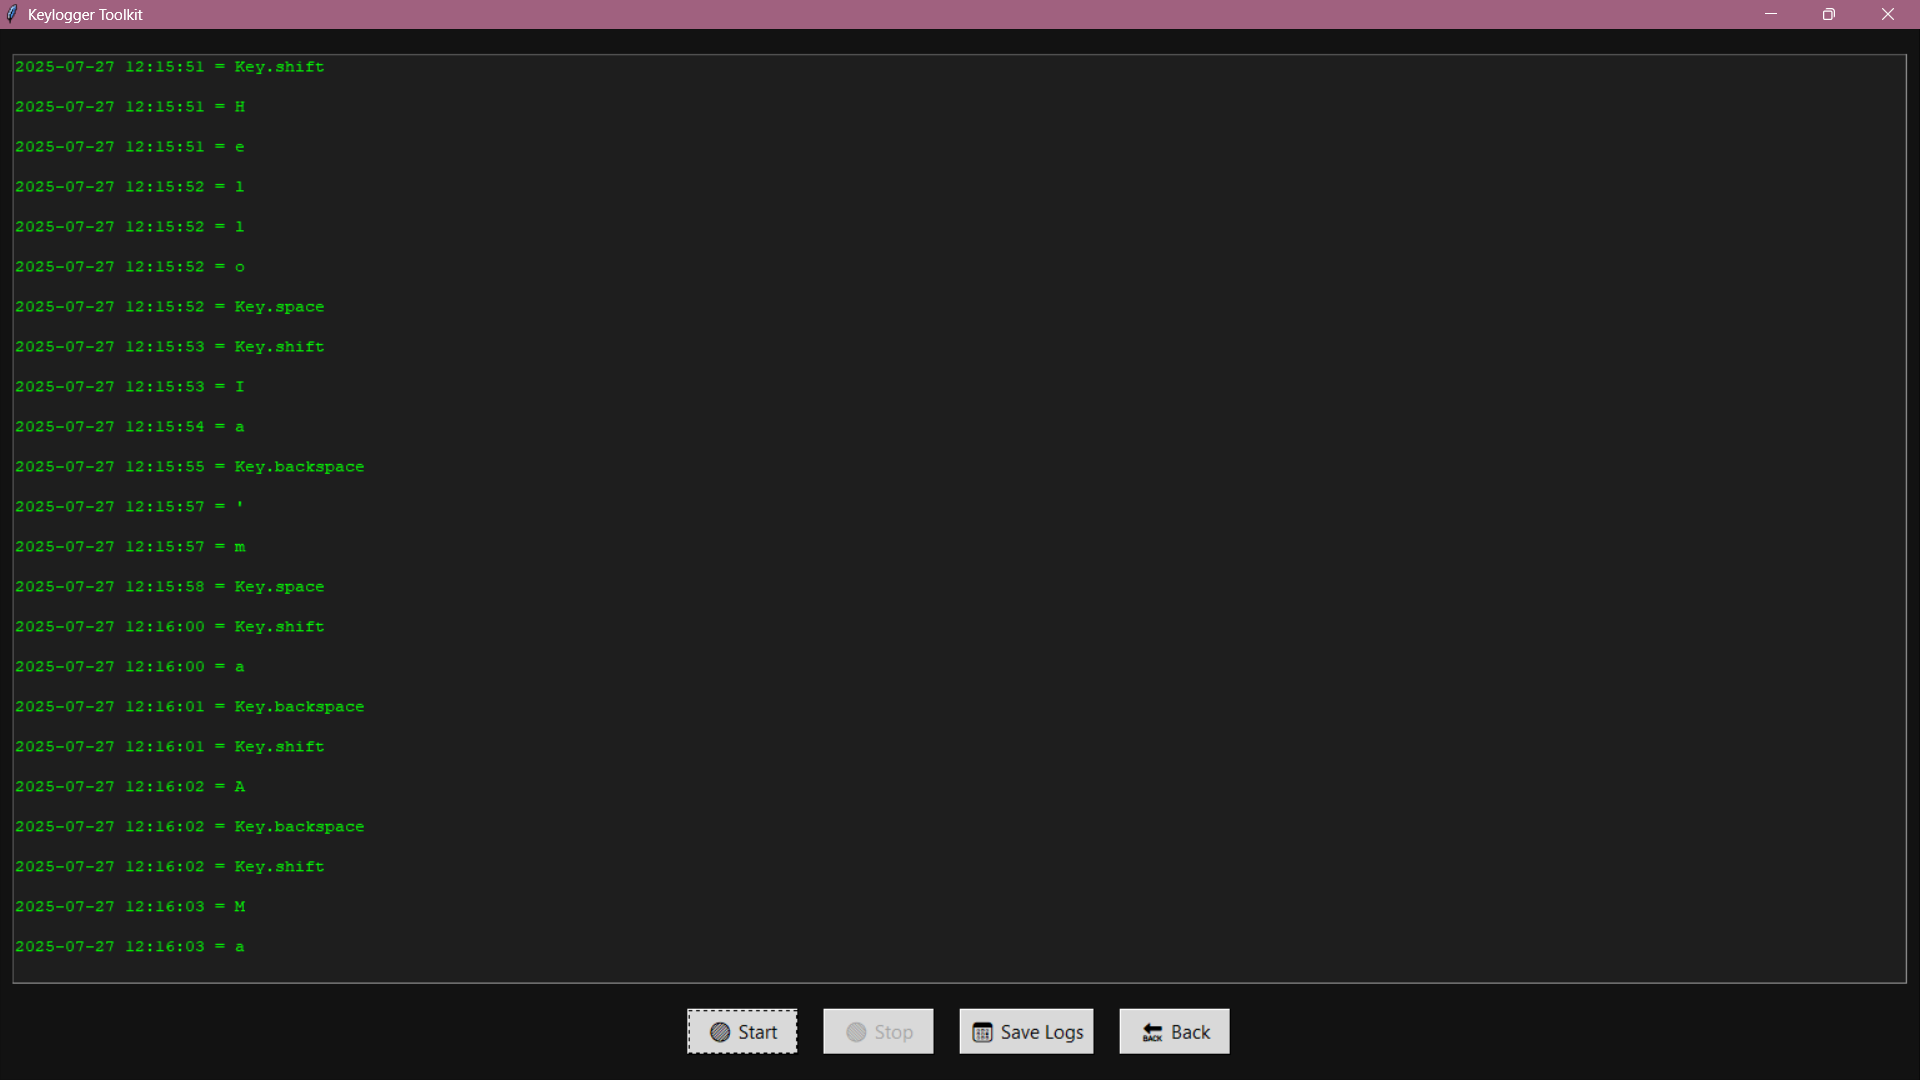 Keylogger Toolkit
2025-07-27 12:15:51 = Key.shift
2025-07-27 12:15:51 = H
2025-07-27 12:15:51 = e
2025-07-27 12:15:52 = l
2025-07-27 12:15:52 = l
2025-07-27 12:15:52 = o
2025-07-27 12:15:52 = Key.space
2025-07-27 12:15:53 = Key.shift
2025-07-27 12:15:53 = I
2025-07-27 12:15:54 = a
2025-07-27 12:15:55 = Key.backspace
2025-07-27 12:15:57 = '
2025-07-27 12:15:57 = m
2025-07-27 12:15:58 = Key.space
2025-07-27 12:16:00 = Key.shift
2025-07-27 12:16:00 = a
2025-07-27 12:16:01 = Key.backspace
2025-07-27 12:16:01 = Key.shift
2025-07-27 12:16:02 = A
2025-07-27 12:16:02 = Key.backspace
2025-07-27 12:16:02 = Key.shift
2025-07-27 12:16:03 = M
2025-07-27 12:16:03 = a
Start Stop Save Logs BACK Back